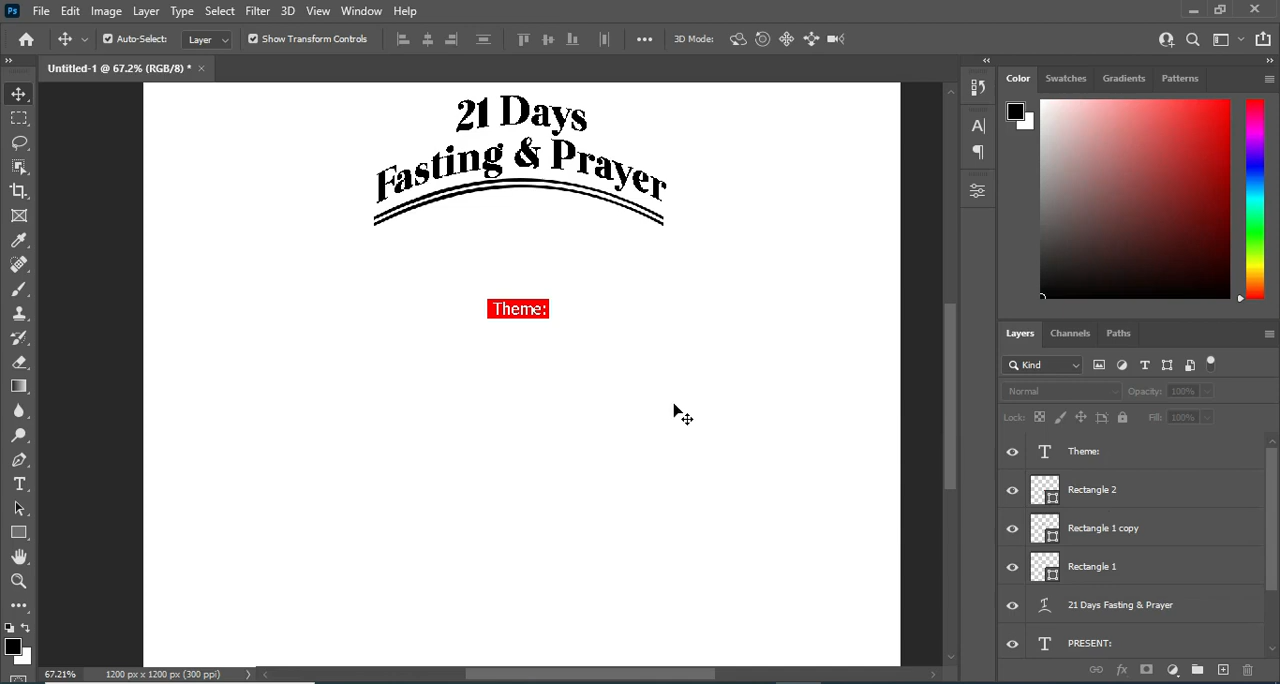 Ps File Edit Image Layer Type Select Filter 3D View Window Help
Auto-Select: Layer Show Transform Controls 3D Mode:
Untitled-1 @ 67.2% (RGB/8) * ×
21 Days
Fasting & Prayer
Theme:
Color Swatches Gradients Patterns
Layers Channels Paths
Kind
Normal Opacity: 100%
Lock: Fill: 100%
Theme:
Rectangle 2
Rectangle 1 copy
Rectangle 1
21 Days Fasting & Prayer
PRESENT:
67.21% 1200 px x 1200 px (300 ppi)